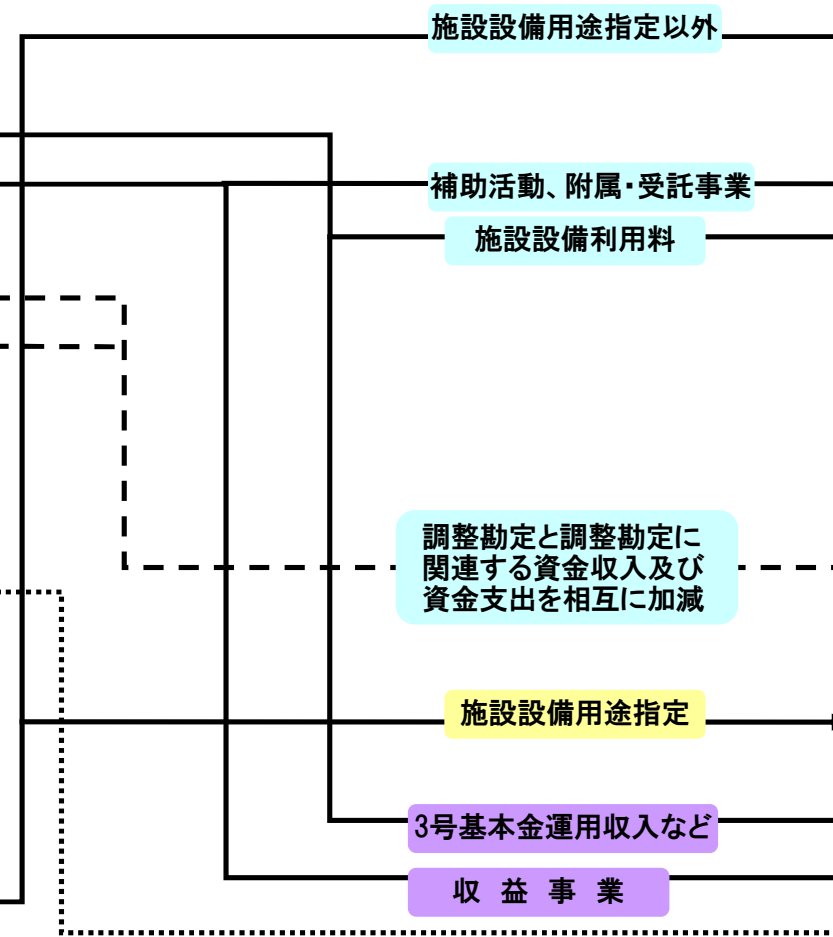 施設設備用途指定以外
補助活動、附属・受託事業
施設設備利用料
調整勘定と調整勘定に
関連する資金収入及び
資金支出を相互に加減
施設設備用途指定
3号基本金運用収入など
収益事業